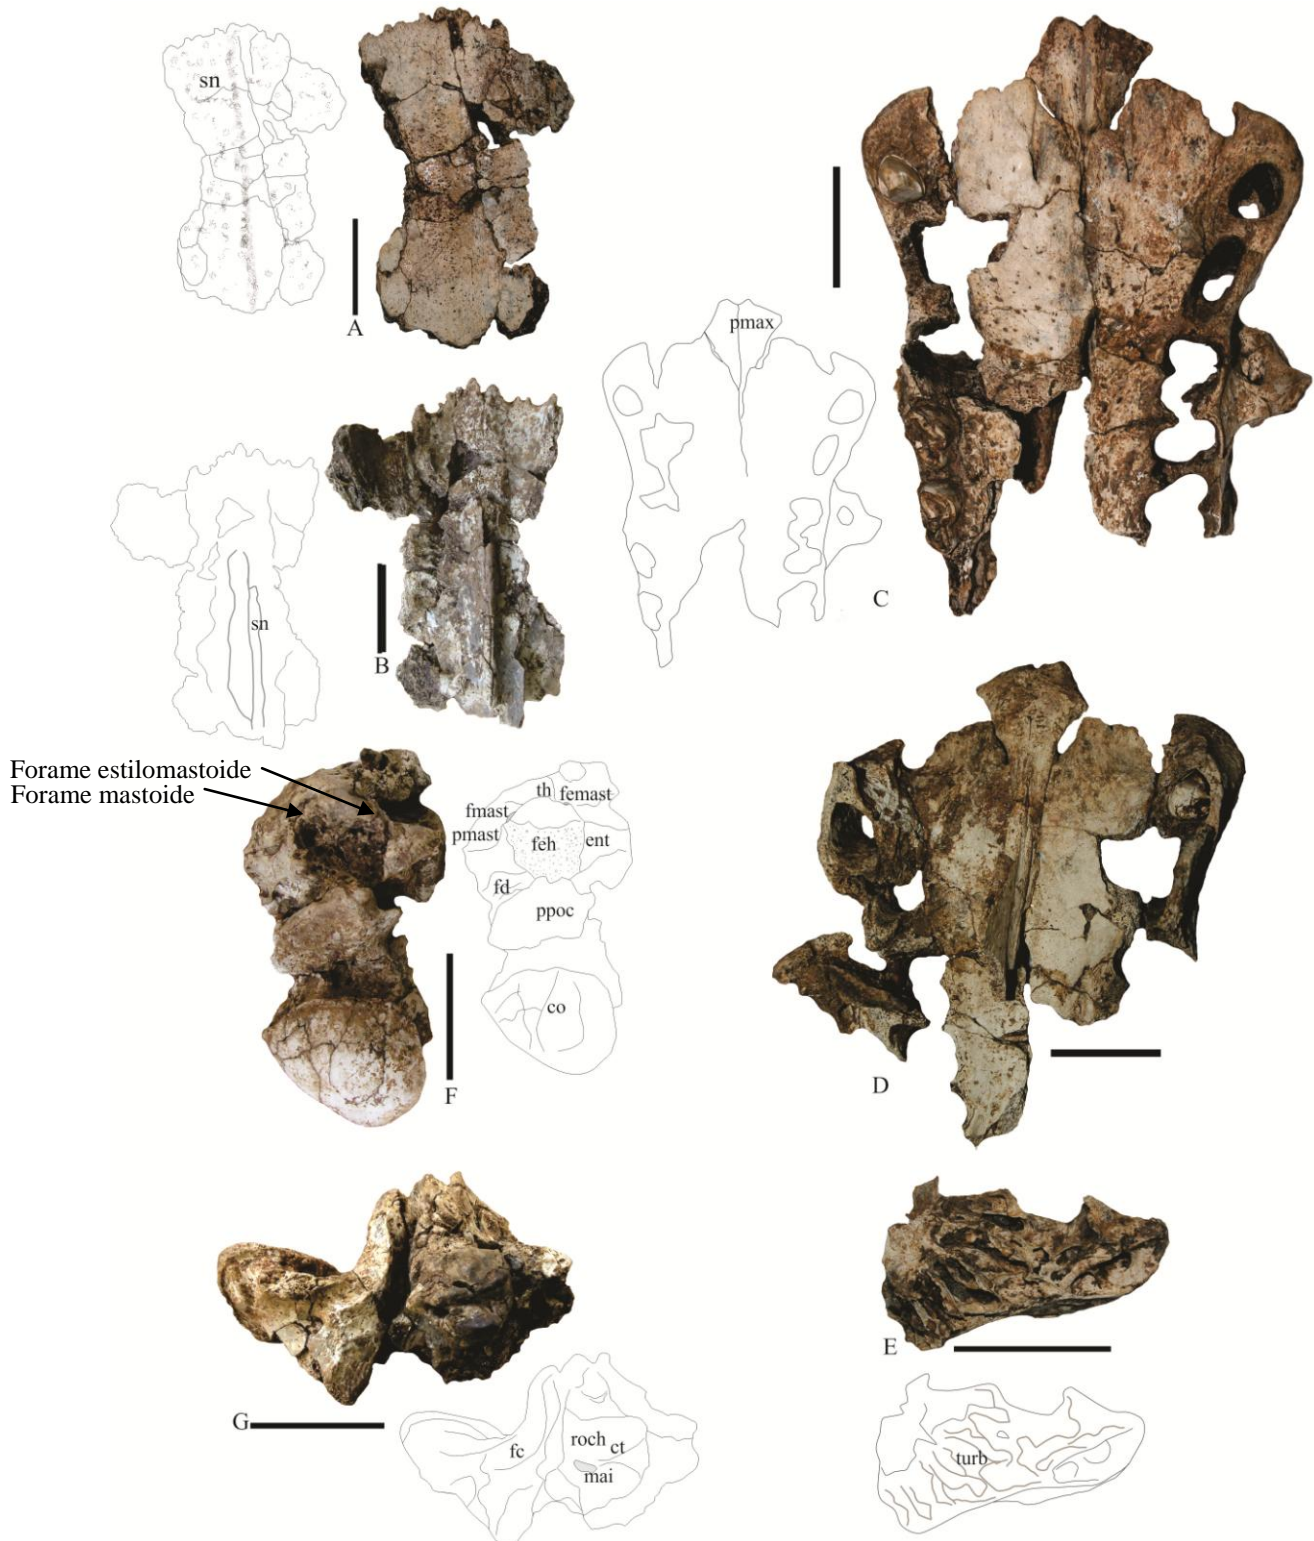 sn
A
pmax
C
sn
B
Forame estilomastoide
Forame mastoide
th
femast
fmast
pmast
feh
ent
fd
ppoc
co
F
D
E
G
roch
fc
ct
mai
turb